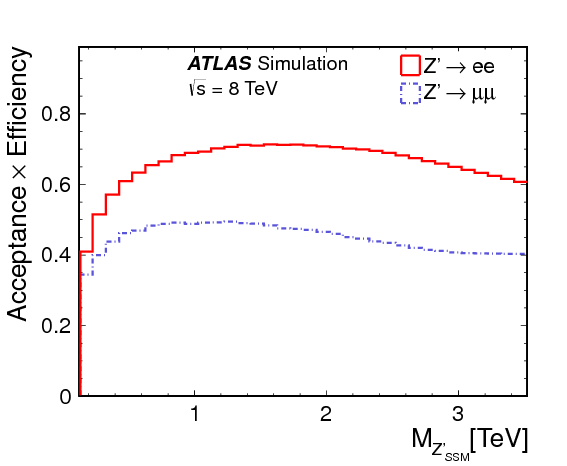 ATLAS Simulation
√s = 8 TeV
Z' → ee
Z' → μμ
Acceptance × Efficiency
0.8
0.6
0.4
0.2
0
1 2 3
M_Z'_SSM [TeV]